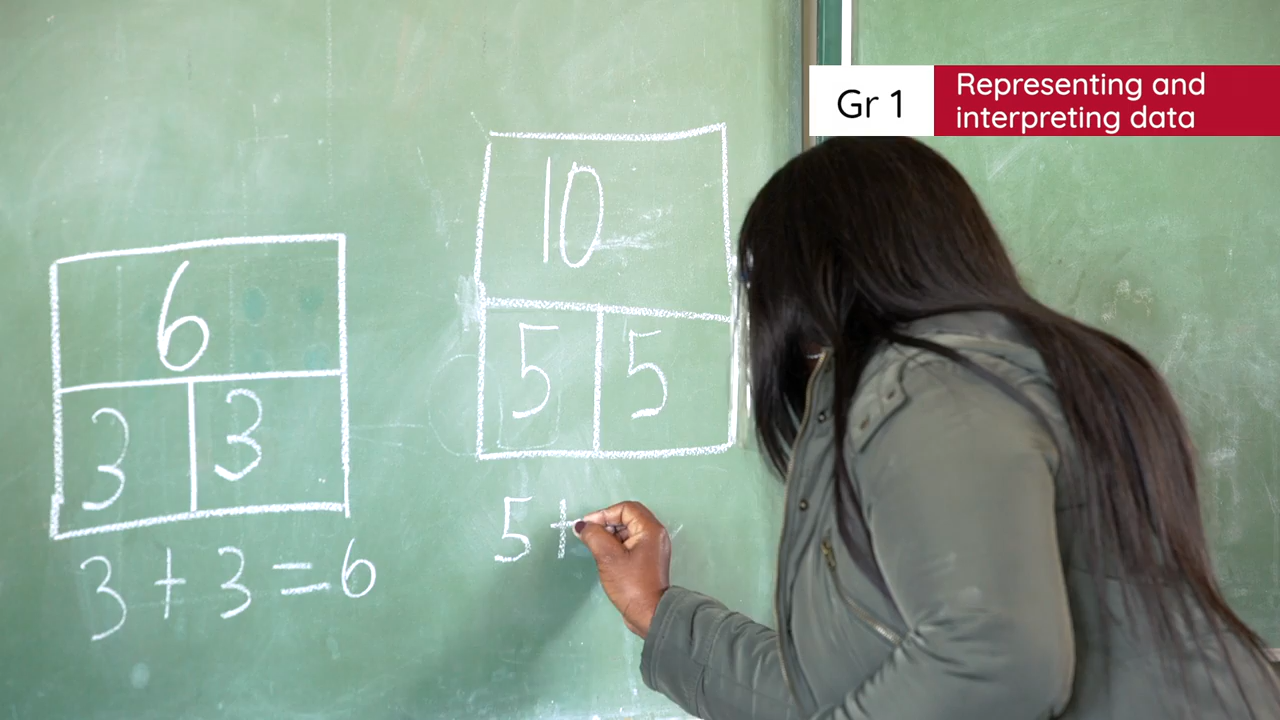 Gr 1
Representing and
interpreting data
6
3 3
3 + 3 = 6
10
5 5
5 +